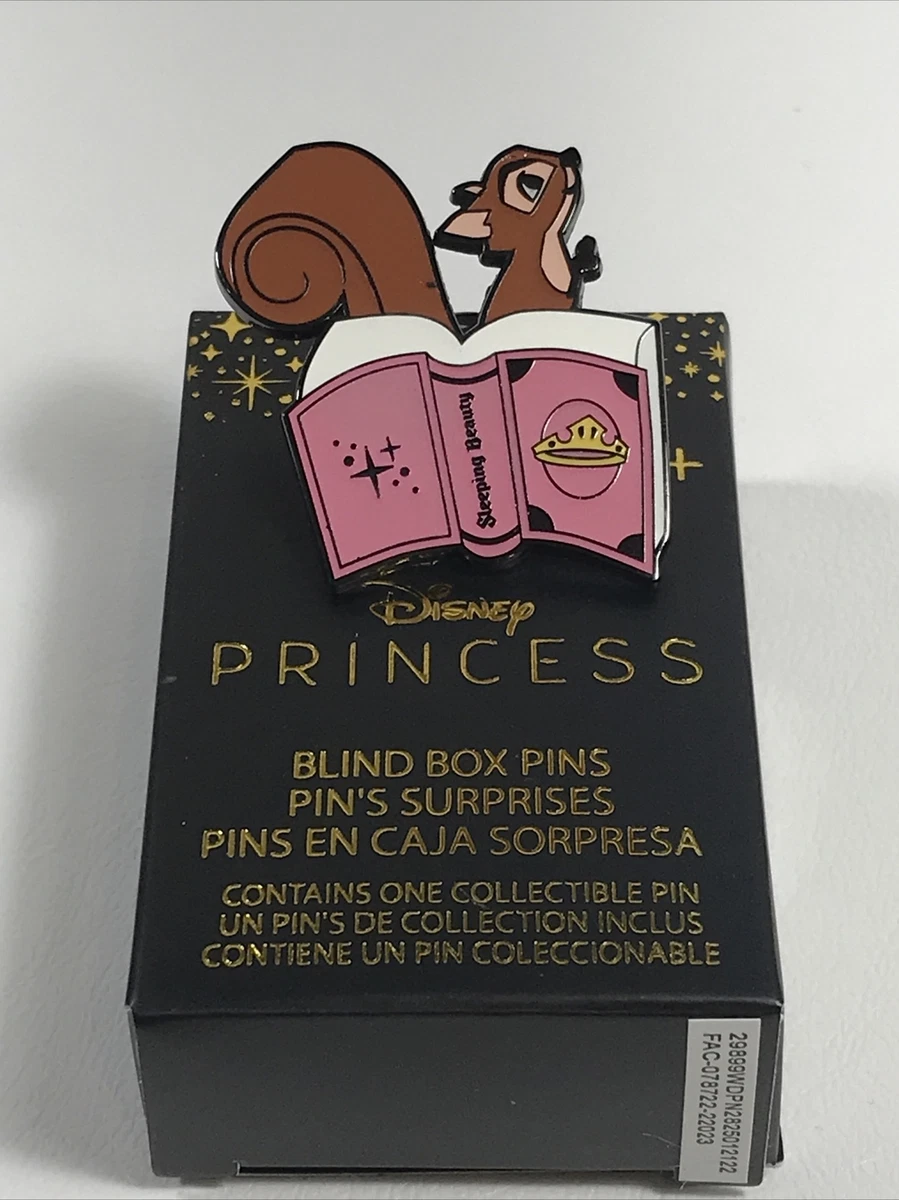 Sleeping Beauty
Disney
PRINCESS
BLIND BOX PINS
PIN'S SURPRISES
PINS EN CAJA SORPRESA
CONTAINS ONE COLLECTIBLE PIN
UN PIN'S DE COLLECTION INCLUS
CONTIENE UN PIN COLECCIONABLE
29899WDPN2825012122
FAC-078722-22023